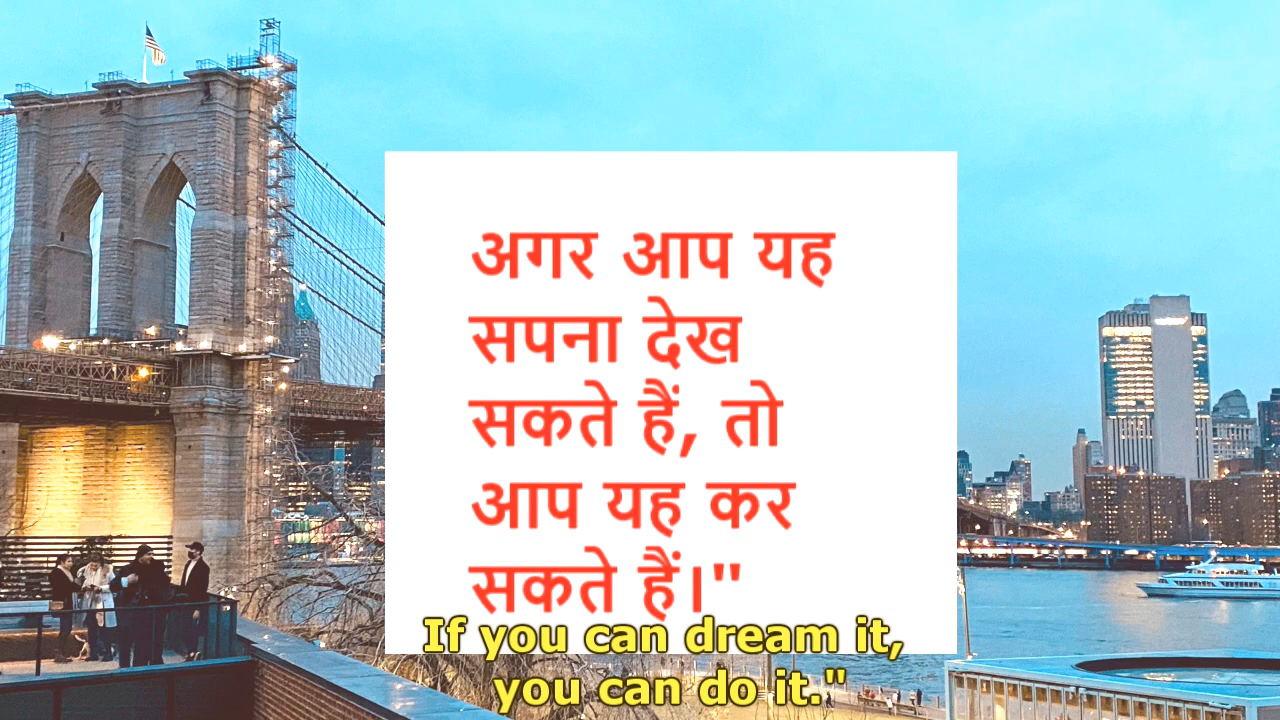 अगर आप यह
सपना देख
सकते हैं, तो
आप यह कर
सकते हैं।"
If you can dream it,
you can do it."